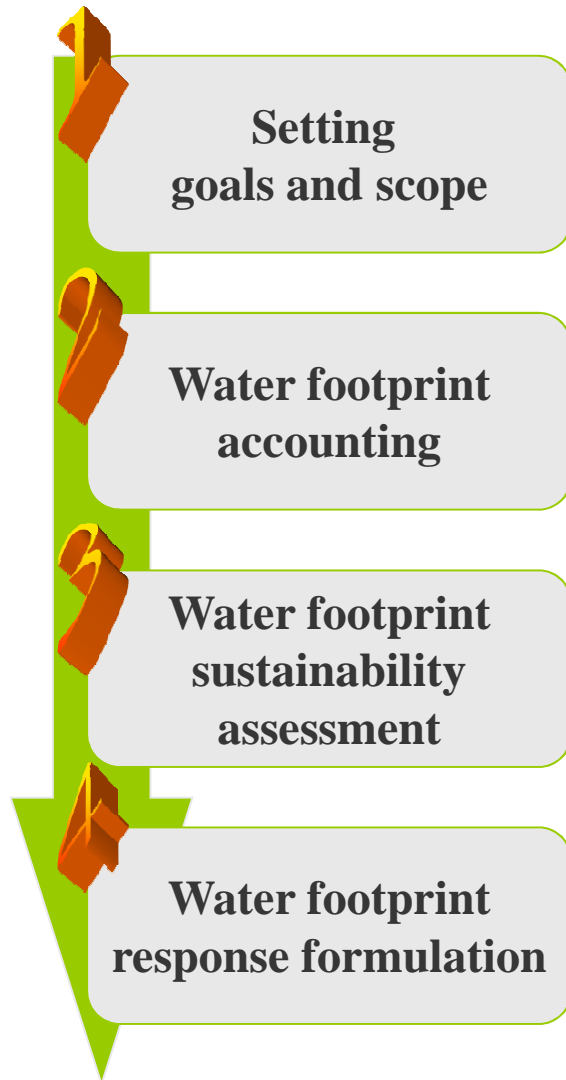 1
Setting
goals and scope
2
Water footprint
accounting
3
Water footprint
sustainability
assessment
4
Water footprint
response formulation